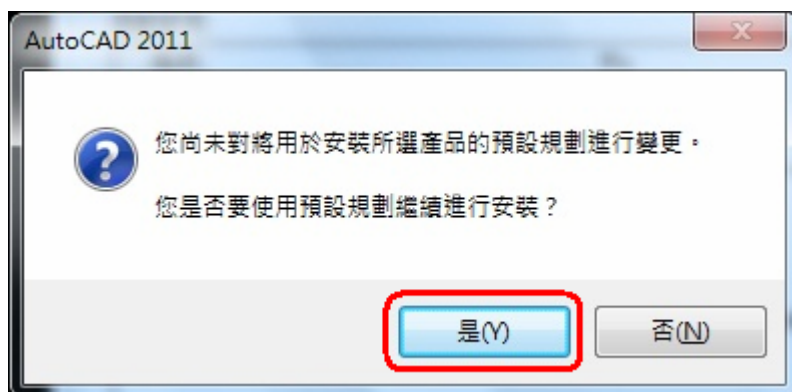 AutoCAD 2011
您尚未對將用於安裝所選產品的預設規劃進行變更。
您是否要使用預設規劃繼續進行安裝？
是(Y)
否(N)